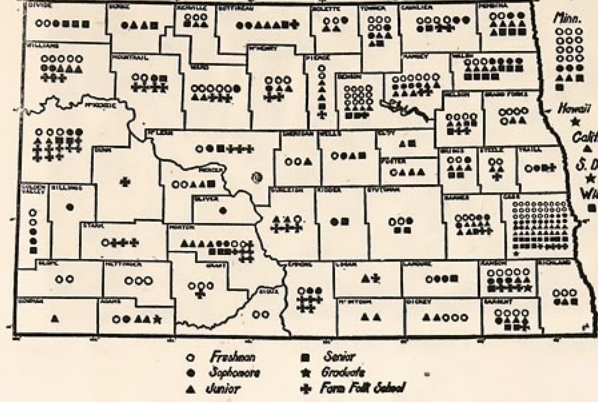 DIVIDE BURKE RENVILLE BOTTINEAU ROLETTE TOWNER CAVALIER PEMBINA
Minn.
WILLIAMS MOUNTRAIL WARD McHENRY PIERCE BENSON RAMSEY WALSH
McKENZIE NELSON GRAND FORKS
Hawaii
DUNN McLEAN SHERIDAN WELLS EDDY
FOSTER GRIGGS STEELE TRAILL
S. D
GOLDEN VALLEY BILLINGS MERCER OLIVER BURLEIGH KIDDER STUTSMAN BARNES CASS
STARK MORTON
SLOPE HETTINGER GRANT EMMONS LOGAN LAMOURE RANSOM RICHLAND
BOWMAN ADAMS SIOUX McINTOSH DICKEY SARGENT
Freshman Senior
Sophomore Graduate
Junior Farm Folk School